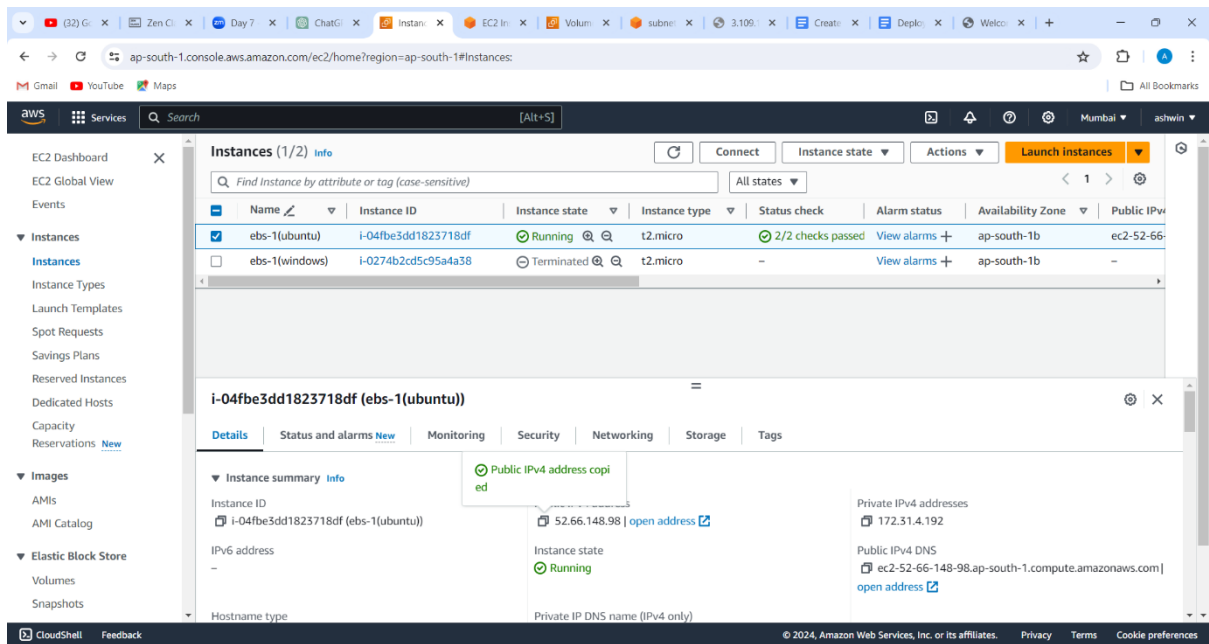 (32) G
Zen Cl
Day 7
ChatG
Instanc
EC2 In
Volum
subnet
3.109.
Create
Deploy
Welco
ap-south-1.console.aws.amazon.com/ec2/home?region=ap-south-1#Instances:
A
Gmail YouTube Maps All Bookmarks
aws Services Search [Alt+S] Mumbai ashwin
EC2 Dashboard
EC2 Global View
Events
Instances
Instances
Instance Types
Launch Templates
Spot Requests
Savings Plans
Reserved Instances
Dedicated Hosts
Capacity
Reservations New
Images
AMIs
AMI Catalog
Elastic Block Store
Volumes
Snapshots
Instances (1/2) Info Connect Instance state Actions Launch instances
Find Instance by attribute or tag (case-sensitive) All states 1
Name Instance ID Instance state Instance type Status check Alarm status Availability Zone Public IPv4
ebs-1(ubuntu) i-04fbe3dd1823718df Running t2.micro 2/2 checks passed View alarms + ap-south-1b ec2-52-66-
ebs-1(windows) i-0274b2cd5c95a4a38 Terminated t2.micro – View alarms + ap-south-1b –
i-04fbe3dd1823718df (ebs-1(ubuntu))
Details Status and alarms New Monitoring Security Networking Storage Tags
Public IPv4 address copi
ed
Instance summary Info
Instance ID
i-04fbe3dd1823718df (ebs-1(ubuntu))
52.66.148.98 | open address
Private IPv4 addresses
172.31.4.192
IPv6 address
–
Instance state
Running
Public IPv4 DNS
ec2-52-66-148-98.ap-south-1.compute.amazonaws.com |
open address
Hostname type
Private IP DNS name (IPv4 only)
CloudShell Feedback © 2024, Amazon Web Services, Inc. or its affiliates. Privacy Terms Cookie preferences